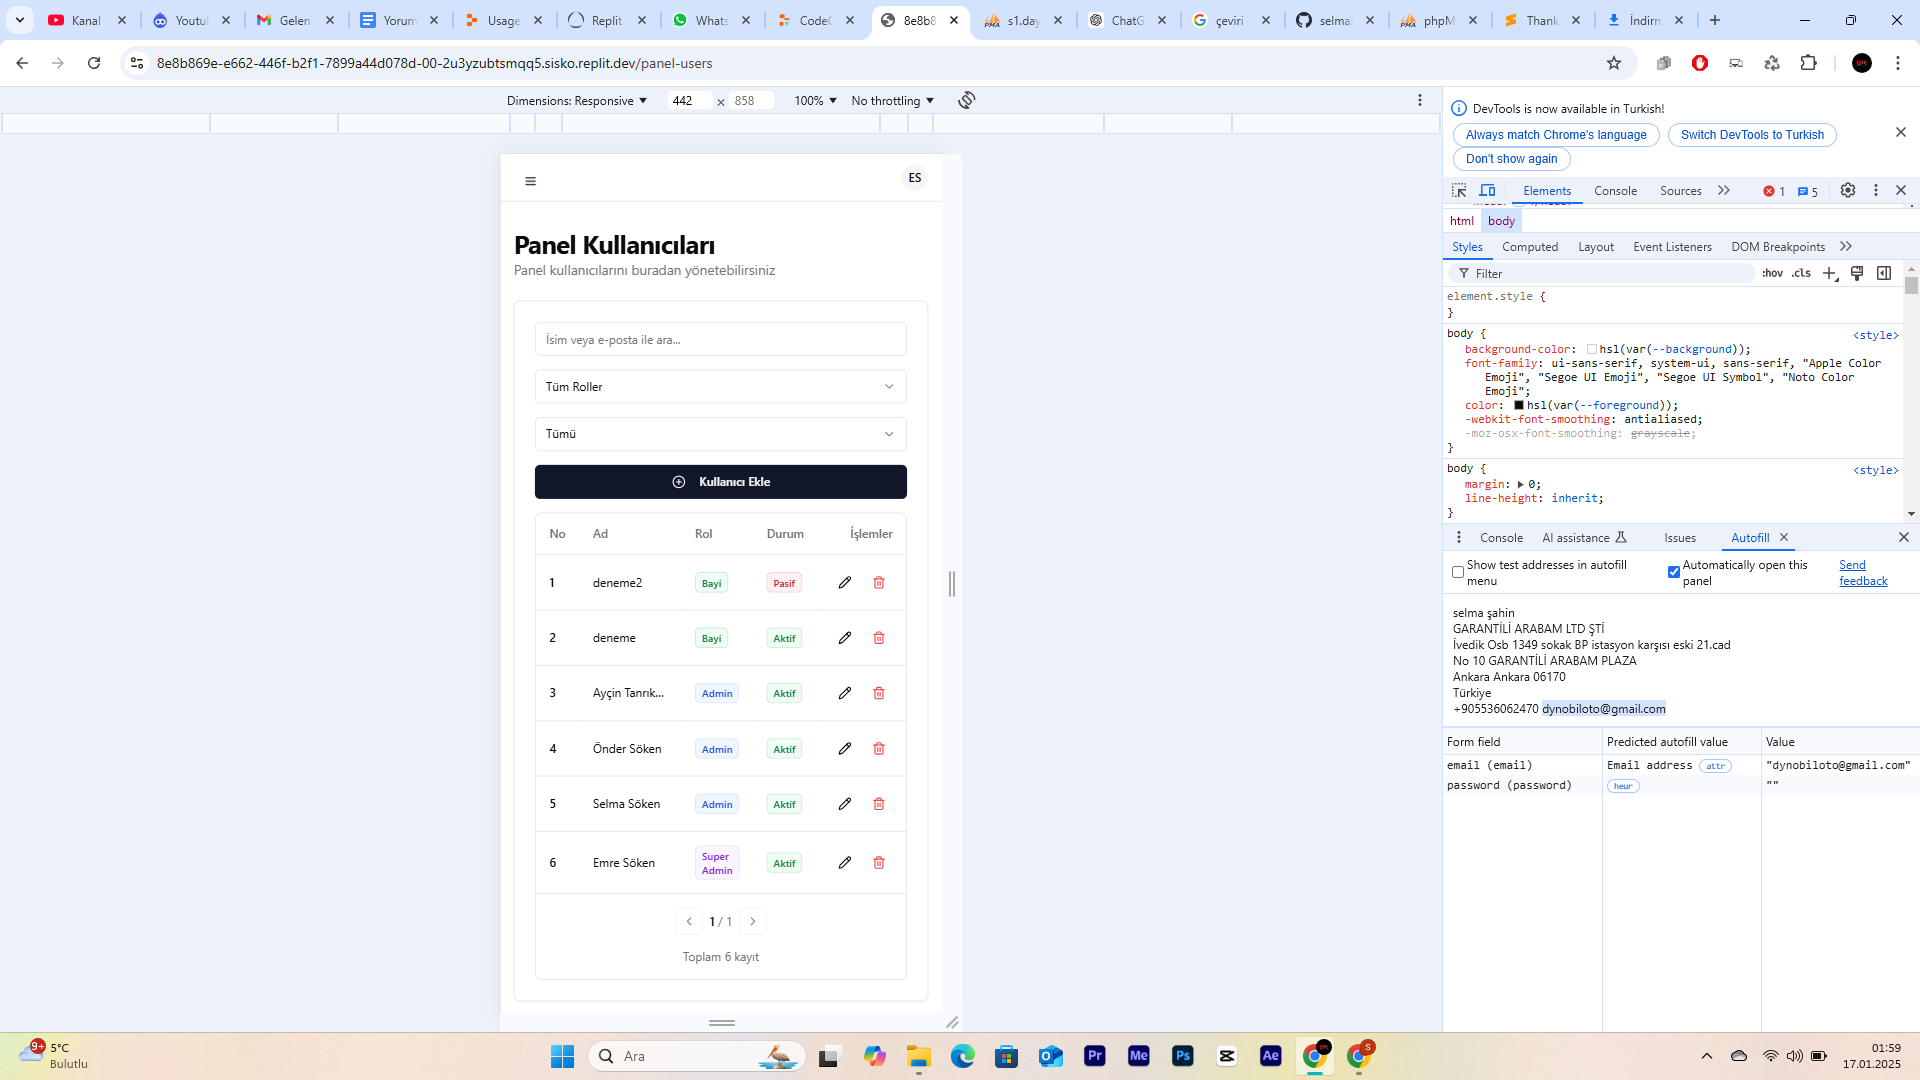 Kanal
Youtu
Gelen
Yorum
Usage
Replit
Whats
CodeC
8e8b8
s1.day
ChatG
çeviri
selma
phpM
Thank
İndirm
8e8b869e-e662-446f-b2f1-7899a44d078d-00-2u3yzubtsmqq5.sisko.replit.dev/panel-users
Dimensions: Responsive 442 × 858 100% No throttling
DevTools is now available in Turkish!
Always match Chrome's language
Switch DevTools to Turkish
Don't show again
Elements Console Sources 1 5
html body
Styles Computed Layout Event Listeners DOM Breakpoints
Filter :hov .cls
element.style {
}
body { <style>
background-color: hsl(var(--background));
font-family: ui-sans-serif, system-ui, sans-serif, "Apple Color
Emoji", "Segoe UI Emoji", "Segoe UI Symbol", "Noto Color
Emoji";
color: hsl(var(--foreground));
-webkit-font-smoothing: antialiased;
-moz-osx-font-smoothing: grayscale;
}
body { <style>
margin: 0;
line-height: inherit;
}
Console AI assistance Issues Autofill
Show test addresses in autofill
menu
Automatically open this
panel
Send
feedback
selma şahin
GARANTİLİ ARABAM LTD ŞTİ
İvedik Osb 1349 sokak BP istasyon karşısı eski 21.cad
No 10 GARANTİLİ ARABAM PLAZA
Ankara Ankara 06170
Türkiye
+905536062470 dynobiloto@gmail.com
Form field Predicted autofill value Value
email (email) Email address attr "dynobiloto@gmail.com"
password (password) heur ""
ES
Panel Kullanıcıları
Panel kullanıcılarını buradan yönetebilirsiniz
İsim veya e-posta ile ara...
Tüm Roller
Tümü
Kullanıcı Ekle
No Ad Rol Durum İşlemler
1 deneme2 Bayi Pasif
2 deneme Bayi Aktif
3 Ayçin Tanrık... Admin Aktif
4 Önder Söken Admin Aktif
5 Selma Söken Admin Aktif
6 Emre Söken Super Admin Aktif
1 / 1
Toplam 6 kayıt
9+
5°C
Bulutlu
Ara
Pr
Me
Ps
Ae
S
01:59
17.01.2025